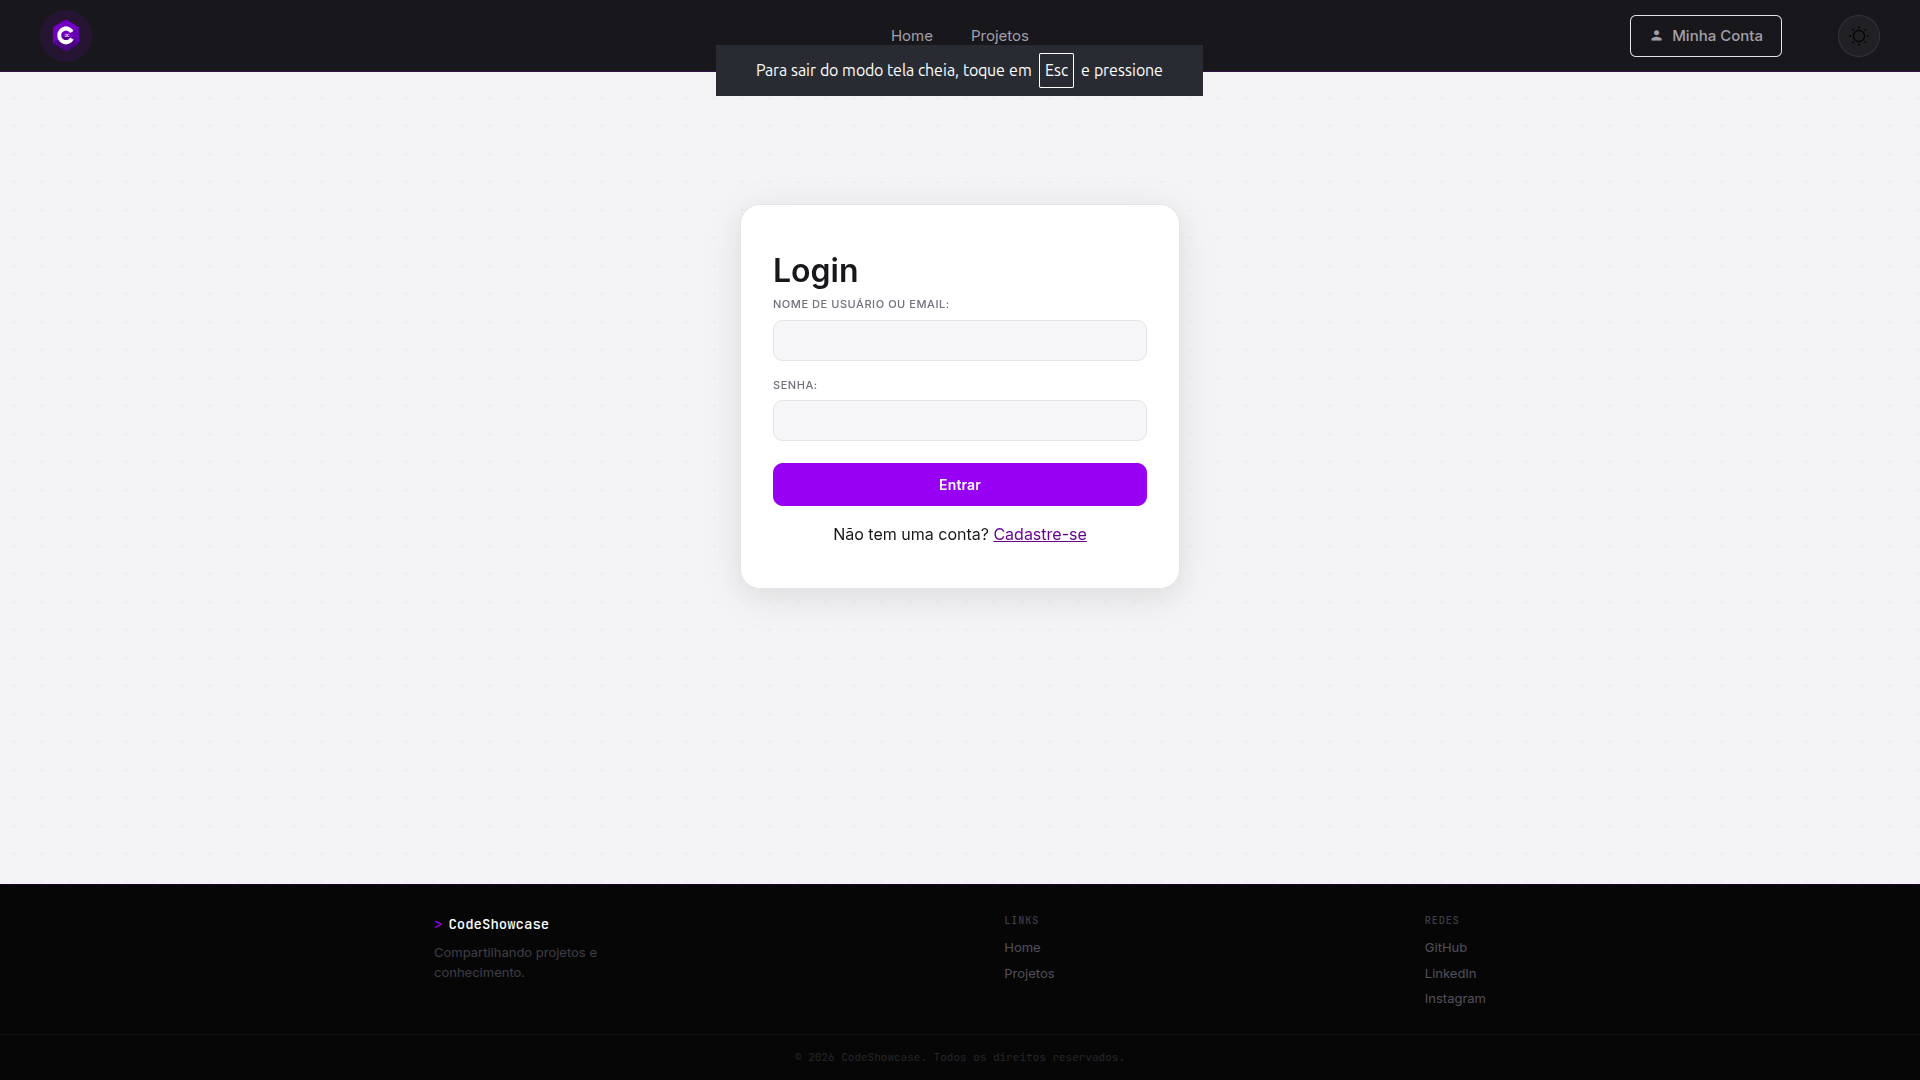 Home
Projetos
Minha Conta
Para sair do modo tela cheia, toque em Esc e pressione
Login
NOME DE USUÁRIO OU EMAIL:
SENHA:
Entrar
Não tem uma conta? Cadastre-se
> CodeShowcase
Compartilhando projetos e
conhecimento.
LINKS
Home
Projetos
REDES
GitHub
LinkedIn
Instagram
© 2026 CodeShowcase. Todos os direitos reservados.